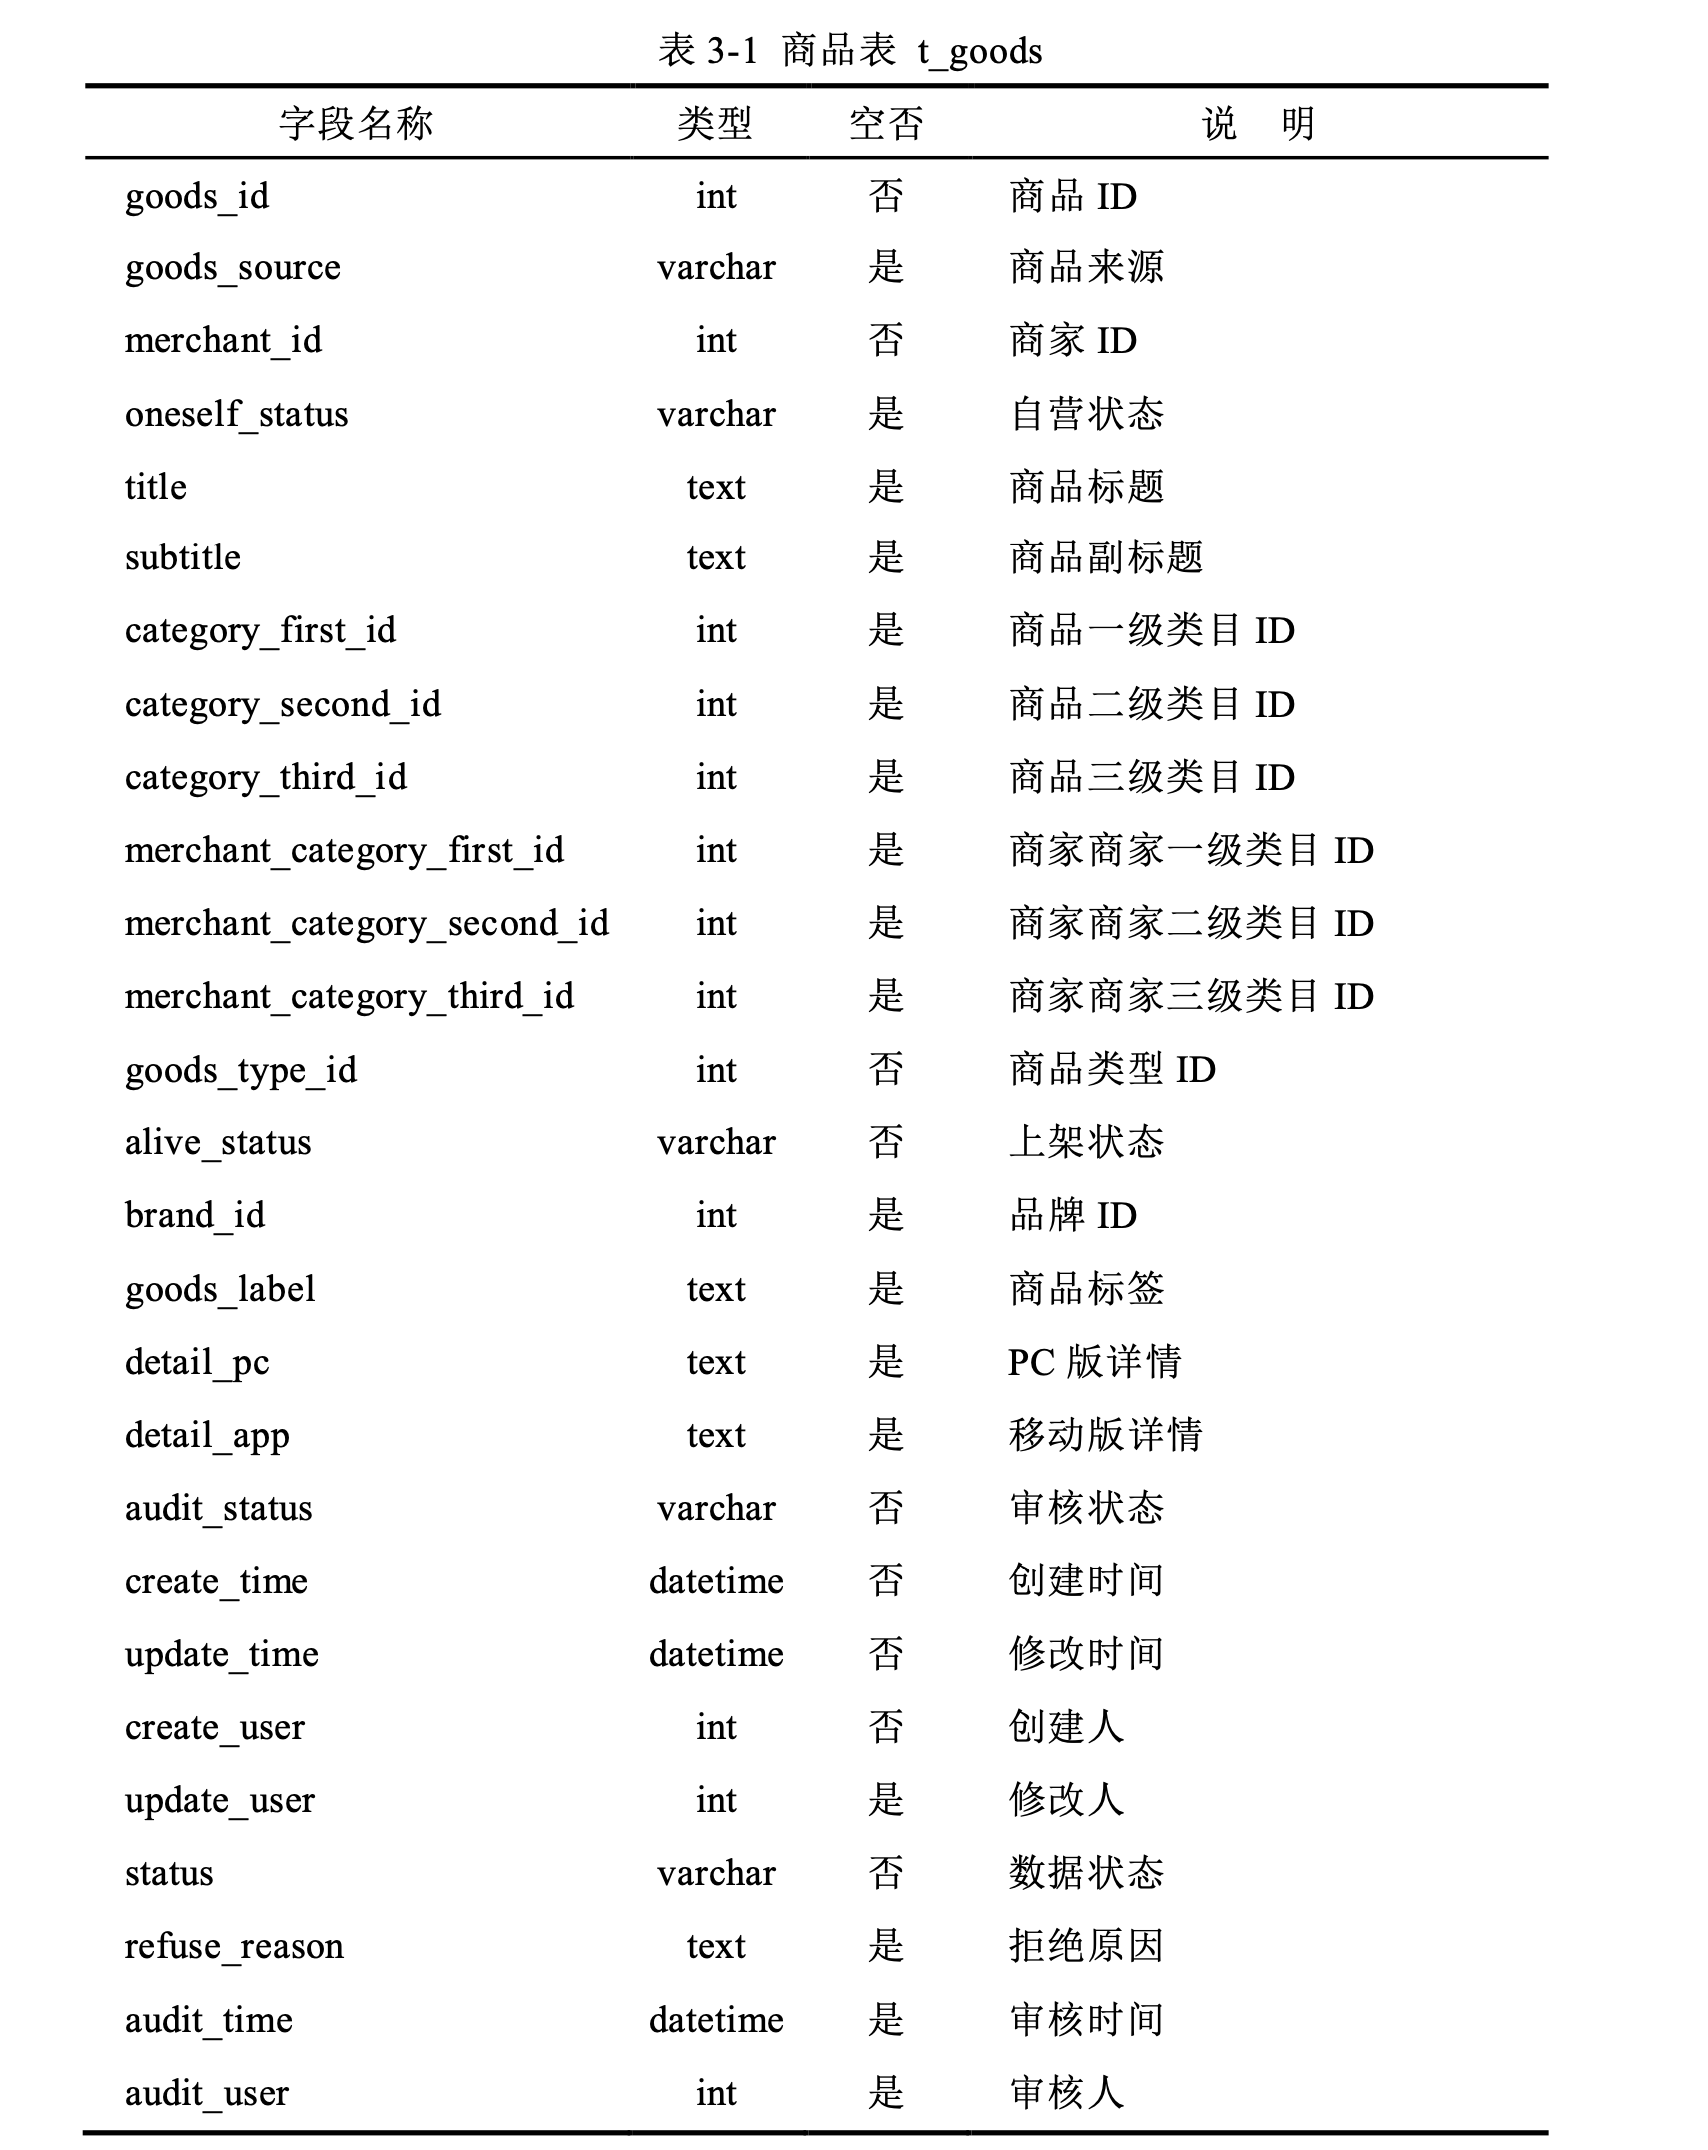 表 3-1 商品表 t_goods
字段名称 类型 空否 说 明
goods_id int 否 商品 ID
goods_source varchar 是 商品来源
merchant_id int 否 商家 ID
oneself_status varchar 是 自营状态
title text 是 商品标题
subtitle text 是 商品副标题
category_first_id int 是 商品一级类目 ID
category_second_id int 是 商品二级类目 ID
category_third_id int 是 商品三级类目 ID
merchant_category_first_id int 是 商家商家一级类目 ID
merchant_category_second_id int 是 商家商家二级类目 ID
merchant_category_third_id int 是 商家商家三级类目 ID
goods_type_id int 否 商品类型 ID
alive_status varchar 否 上架状态
brand_id int 是 品牌 ID
goods_label text 是 商品标签
detail_pc text 是 PC 版详情
detail_app text 是 移动版详情
audit_status varchar 否 审核状态
create_time datetime 否 创建时间
update_time datetime 否 修改时间
create_user int 否 创建人
update_user int 是 修改人
status varchar 否 数据状态
refuse_reason text 是 拒绝原因
audit_time datetime 是 审核时间
audit_user int 是 审核人